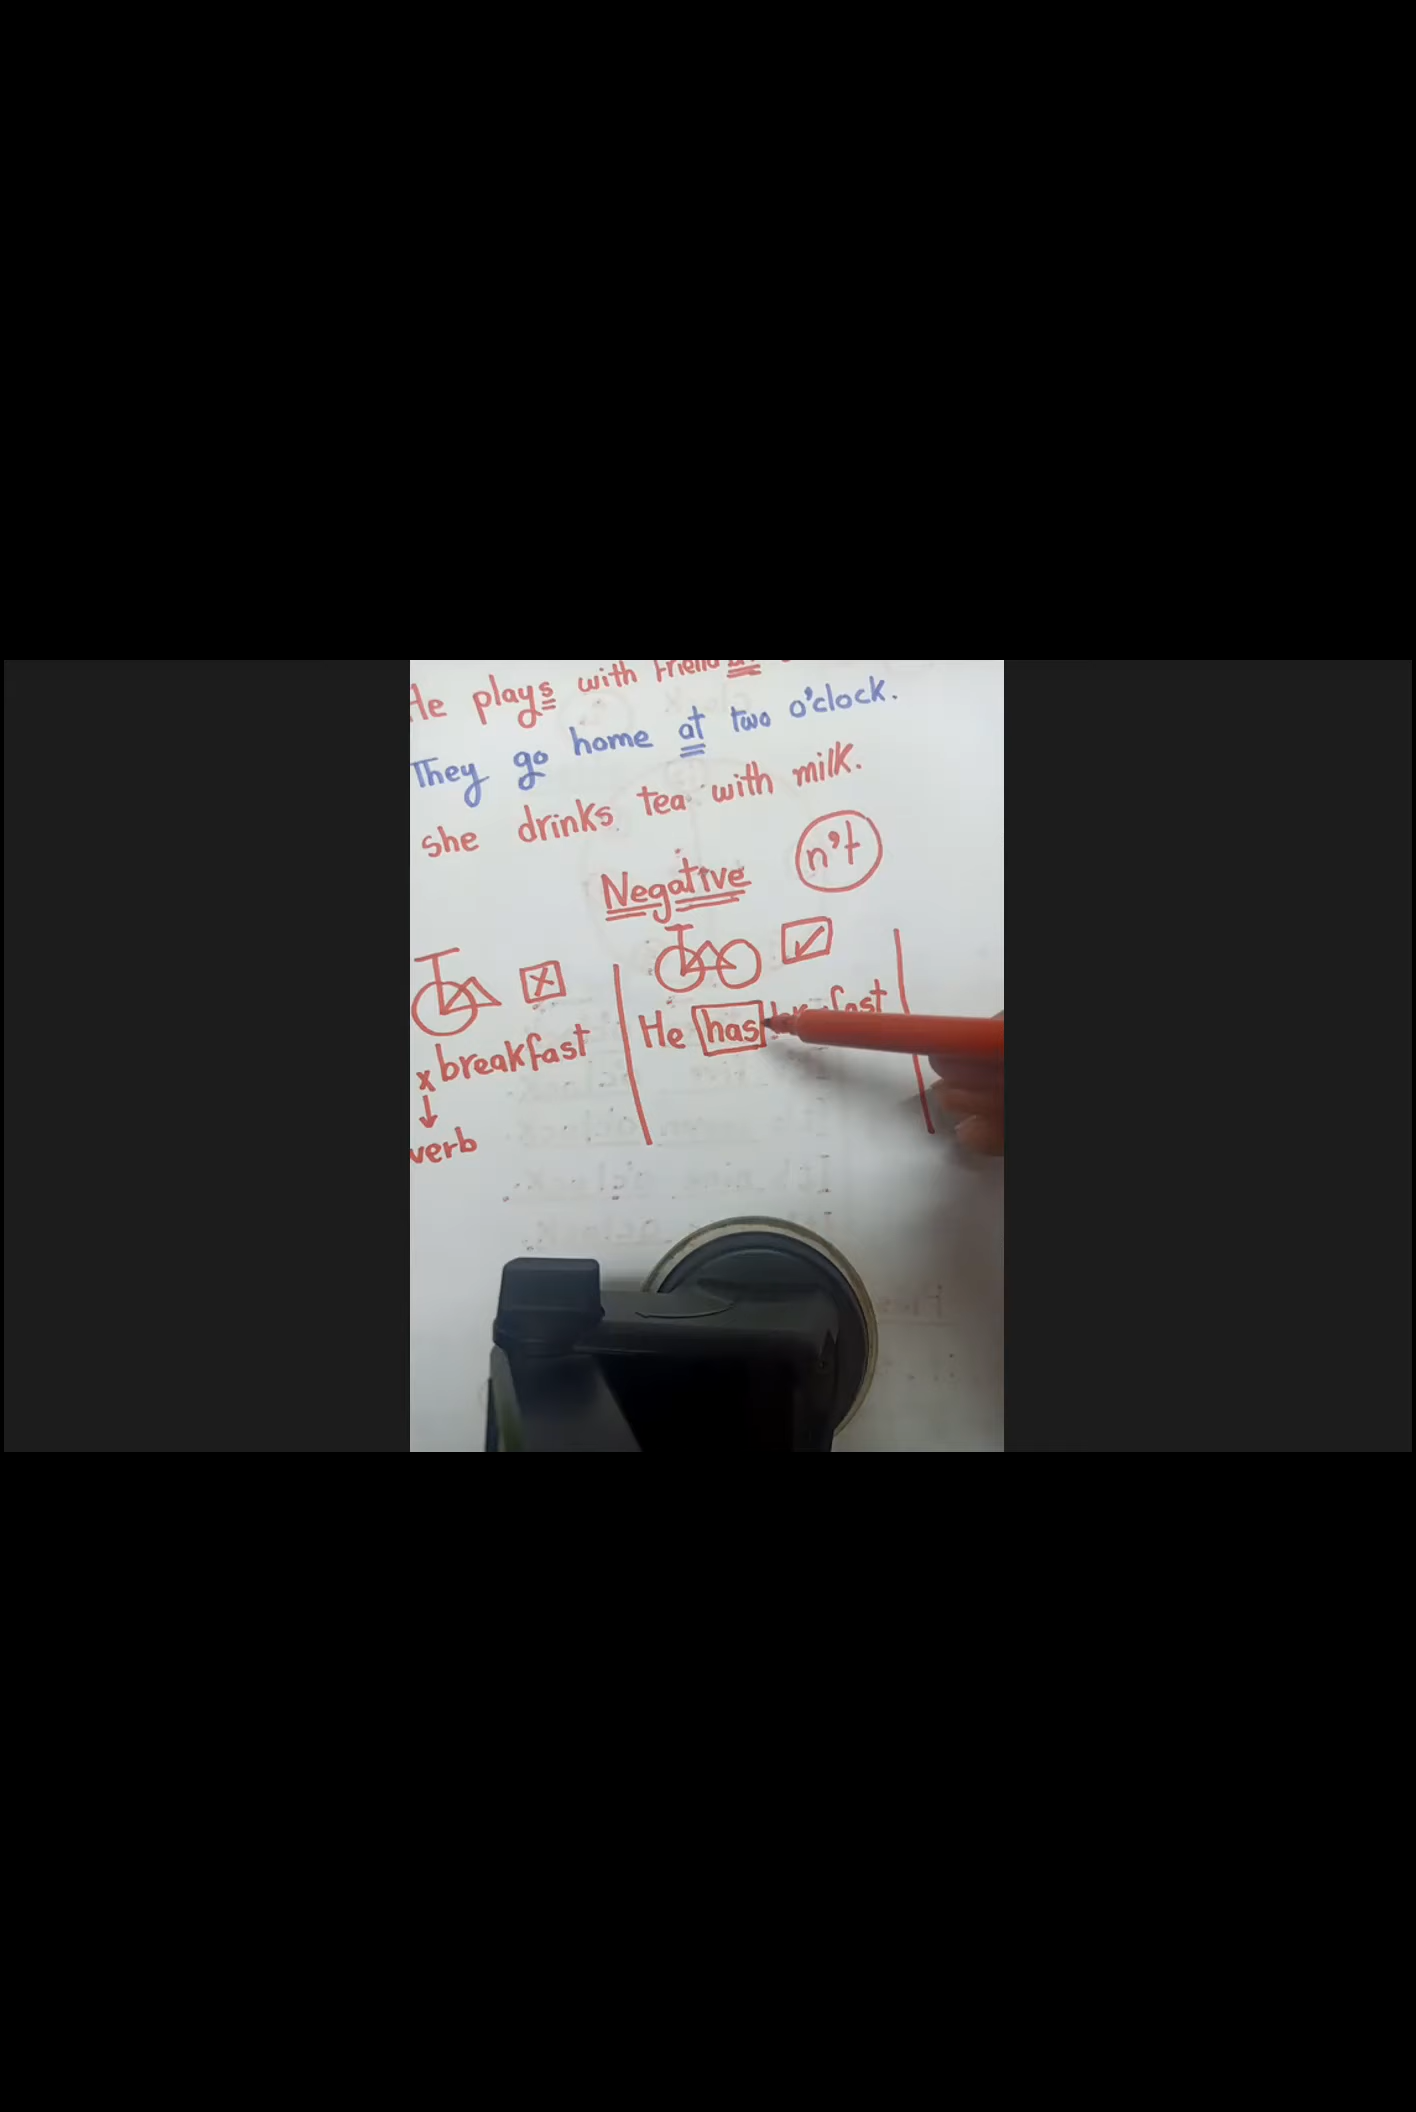 He plays with Friend
They go home at two o'clock.
she drinks tea with milk.
Negative n't
x
x breakfast
He has
verb